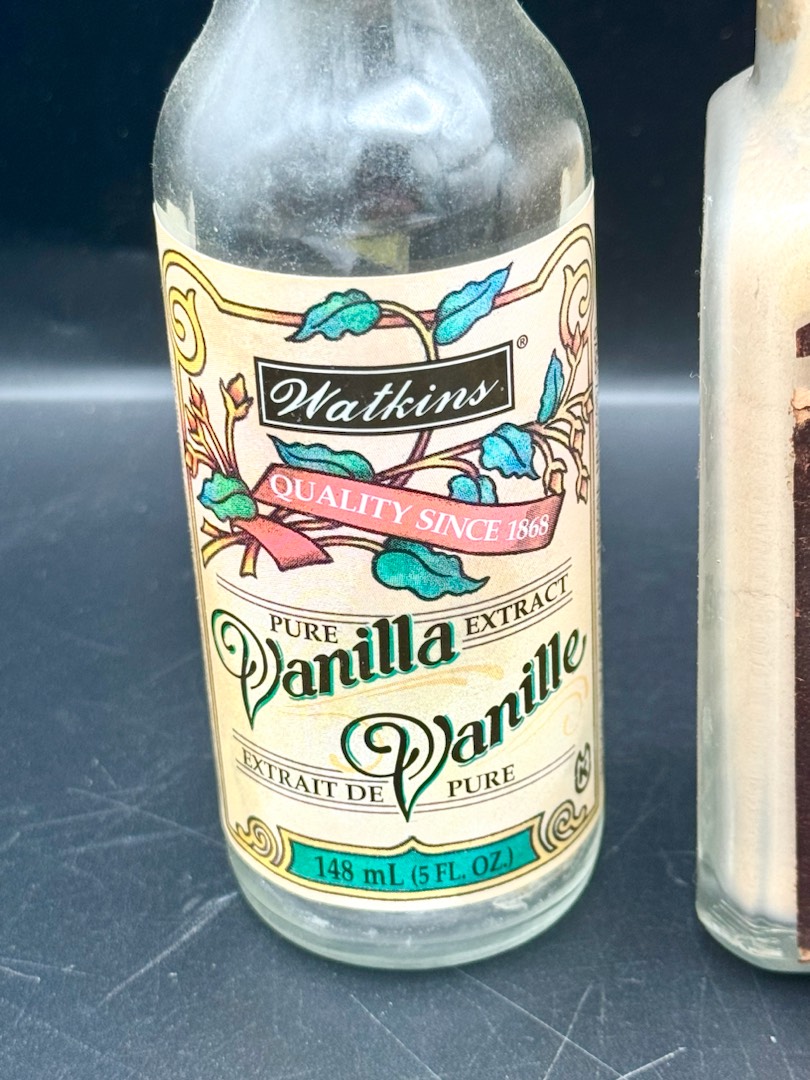 Watkins ®
QUALITY SINCE 1868
PURE Vanilla EXTRACT
Vanille
EXTRAIT DE PURE
K
148 mL (5 FL. OZ.)